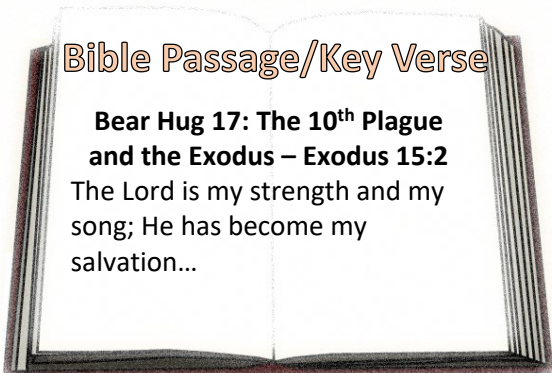 Bible Passage/Key Verse
Bear Hug 17: The 10th Plague
and the Exodus – Exodus 15:2
The Lord is my strength and my
song; He has become my
salvation…